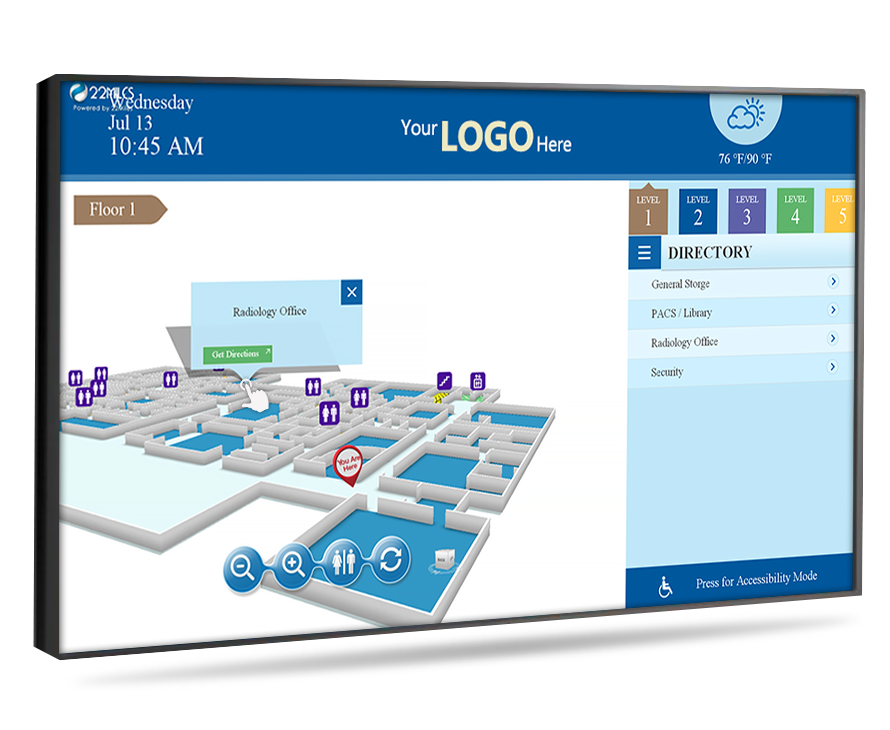 22MILES
Powered by 22Miles
Wednesday
Jul 13
10:45 AM
Your LOGO Here
76 °F/90 °F
Floor 1
LEVEL 1
LEVEL 2
LEVEL 3
LEVEL 4
LEVEL 5
DIRECTORY
General Storge
PACS / Library
Radiology Office
Security
Radiology Office
Get Directions
You Are
Here
Press for Accessibility Mode